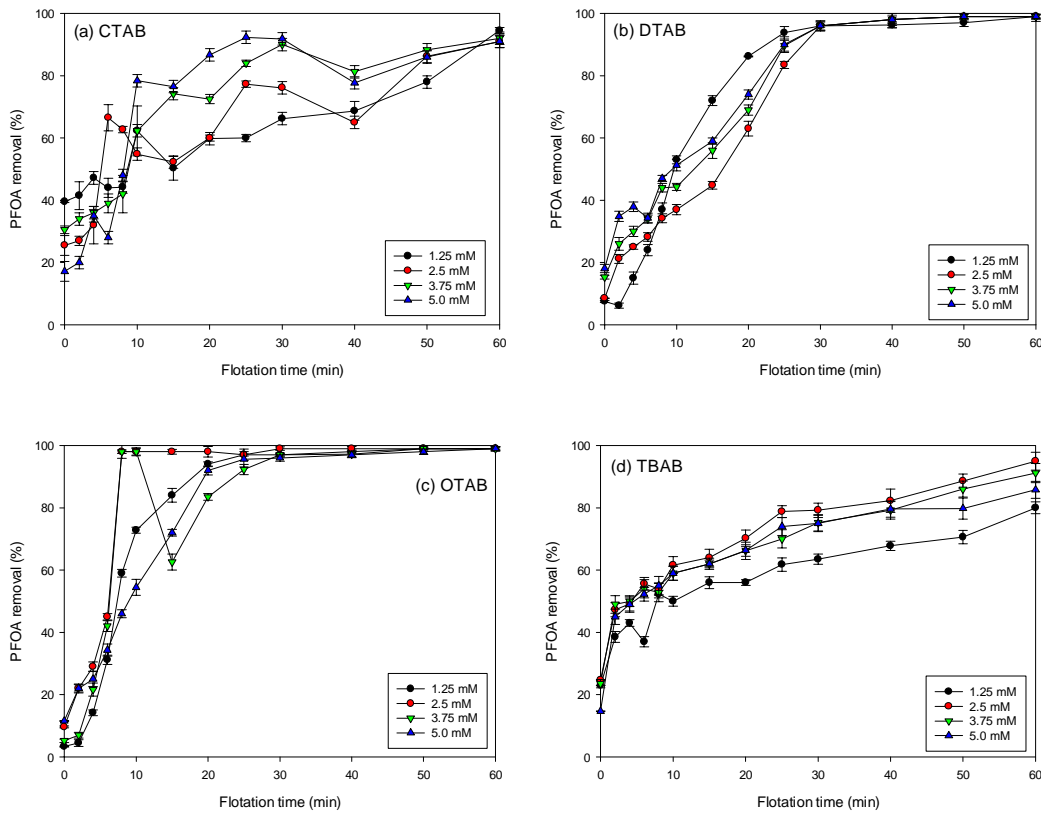 (a) CTAB
PFOA removal (%)
100
80
60
40
20
0
0 10 20 30 40 50 60
Flotation time (min)
1.25 mM
2.5 mM
3.75 mM
5.0 mM
(b) DTAB
PFOA removal (%)
100
80
60
40
20
0
0 10 20 30 40 50 60
Flotation time (min)
1.25 mM
2.5 mM
3.75 mM
5.0 mM
(c) OTAB
PFOA removal (%)
100
80
60
40
20
0
0 10 20 30 40 50 60
Flotation time (min)
1.25 mM
2.5 mM
3.75 mM
5.0 mM
(d) TBAB
PFOA removal (%)
100
80
60
40
20
0
0 10 20 30 40 50 60
Flotation time (min)
1.25 mM
2.5 mM
3.75 mM
5.0 mM